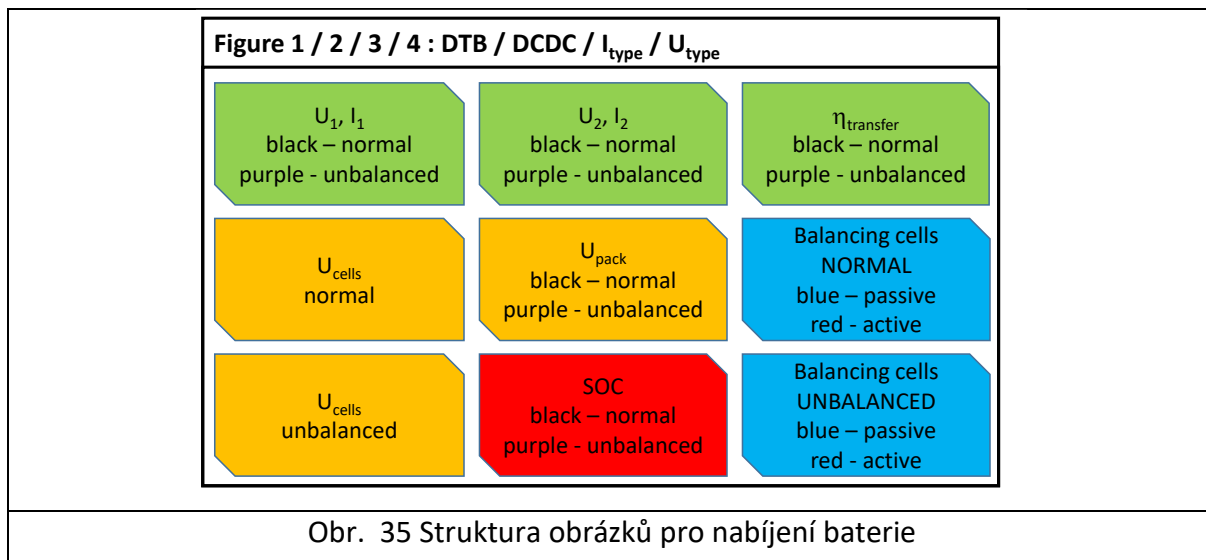 Figure 1 / 2 / 3 / 4 : DTB / DCDC / Itype / Utype
U1, I1
black – normal
purple - unbalanced
U2, I2
black – normal
purple - unbalanced
ηtransfer
black – normal
purple - unbalanced
Ucells
normal
Upack
black – normal
purple - unbalanced
Balancing cells
NORMAL
blue – passive
red - active
Ucells
unbalanced
SOC
black – normal
purple - unbalanced
Balancing cells
UNBALANCED
blue – passive
red - active
Obr. 35 Struktura obrázků pro nabíjení baterie